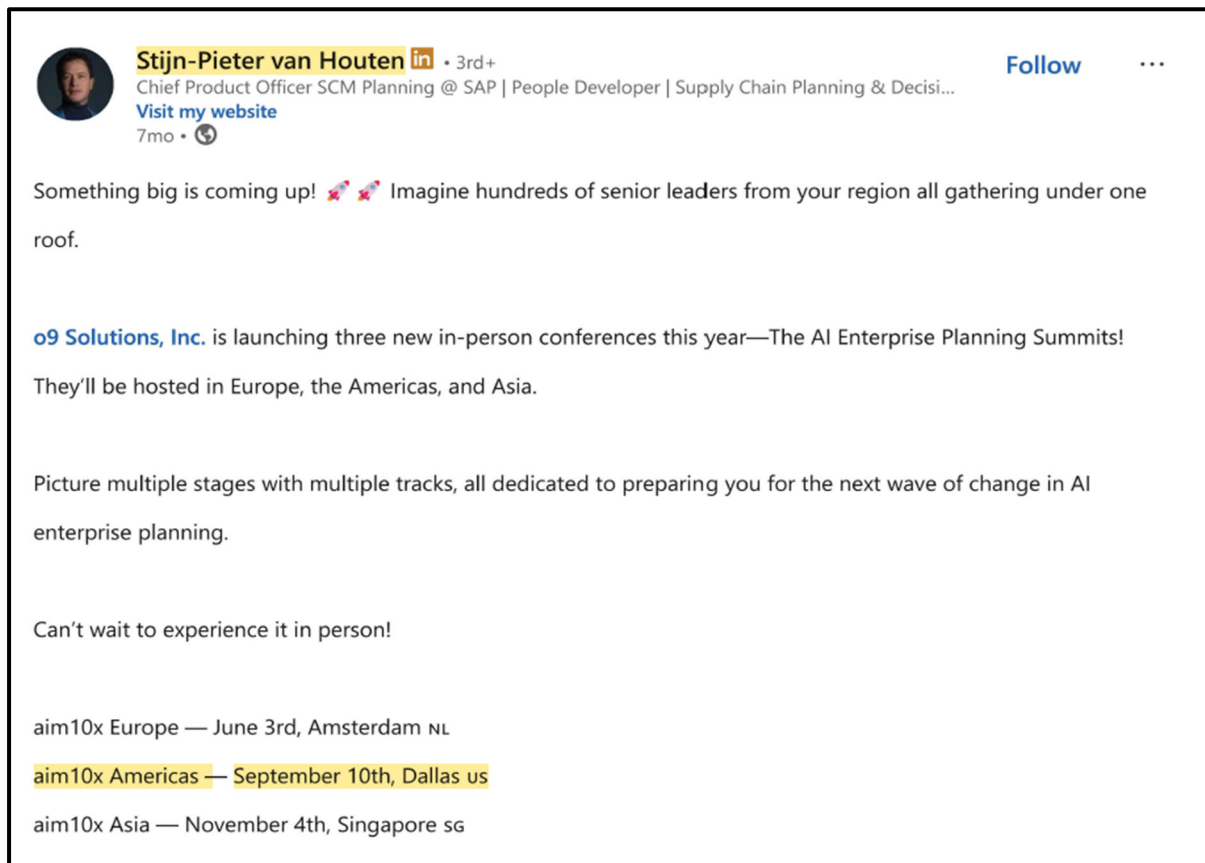 Stijn-Pieter van Houten in • 3rd+
Follow ...
Chief Product Officer SCM Planning @ SAP | People Developer | Supply Chain Planning & Decisi...
Visit my website
7mo •
Something big is coming up! 🚀 🚀 Imagine hundreds of senior leaders from your region all gathering under one
roof.
o9 Solutions, Inc. is launching three new in-person conferences this year—The AI Enterprise Planning Summits!
They'll be hosted in Europe, the Americas, and Asia.
Picture multiple stages with multiple tracks, all dedicated to preparing you for the next wave of change in AI
enterprise planning.
Can't wait to experience it in person!
aim10x Europe — June 3rd, Amsterdam NL
aim10x Americas — September 10th, Dallas US
aim10x Asia — November 4th, Singapore SG